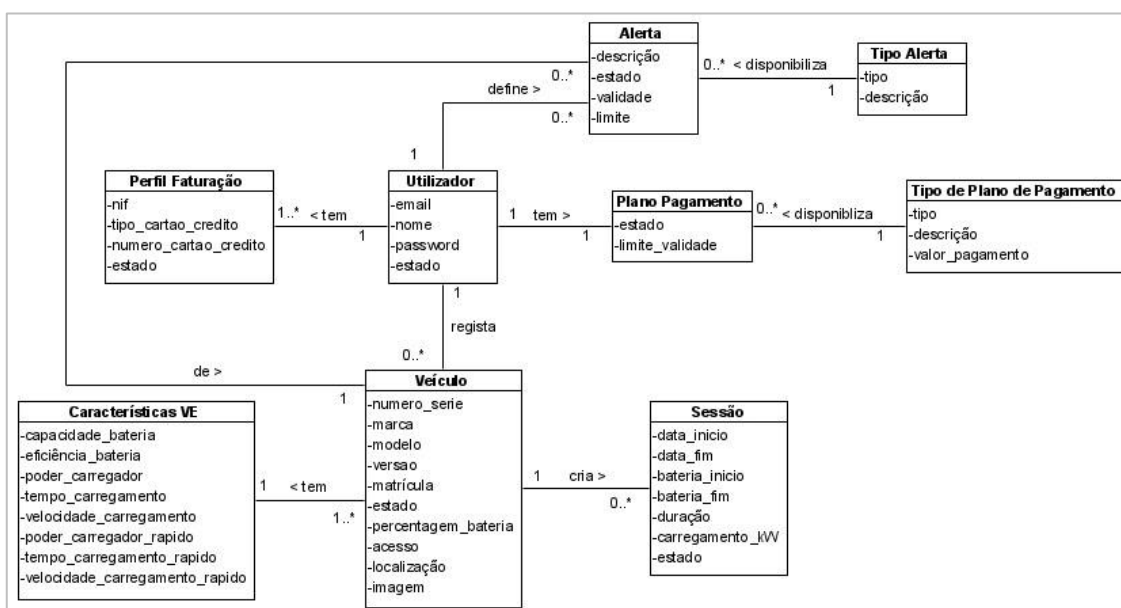 Alerta
-descrição
-estado
-validade
-limite
0..* < disponibiliza
1
Tipo Alerta
-tipo
-descrição
0..*
define >
0..*
1
Perfil Faturação
-nif
-tipo_cartao_credito
-numero_cartao_credito
-estado
1..* < tem
1
Utilizador
-email
-nome
-password
-estado
1 tem >
1
Plano Pagamento
-estado
-limite_validade
0..* < disponibliza
1
Tipo de Plano de Pagamento
-tipo
-descrição
-valor_pagamento
1
regista
0..*
de >
1
Características VE
-capacidade_bateria
-eficiência_bateria
-poder_carregador
-tempo_carregamento
-velocidade_carregamento
-poder_carregador_rapido
-tempo_carregamento_rapido
-velocidade_carregamento_rapido
1 < tem
1..*
Veículo
-numero_serie
-marca
-modelo
-versao
-matrícula
-estado
-percentagem_bateria
-acesso
-localização
-imagem
1 cria >
0..*
Sessão
-data_inicio
-data_fim
-bateria_inicio
-bateria_fim
-duração
-carregamento_kW
-estado